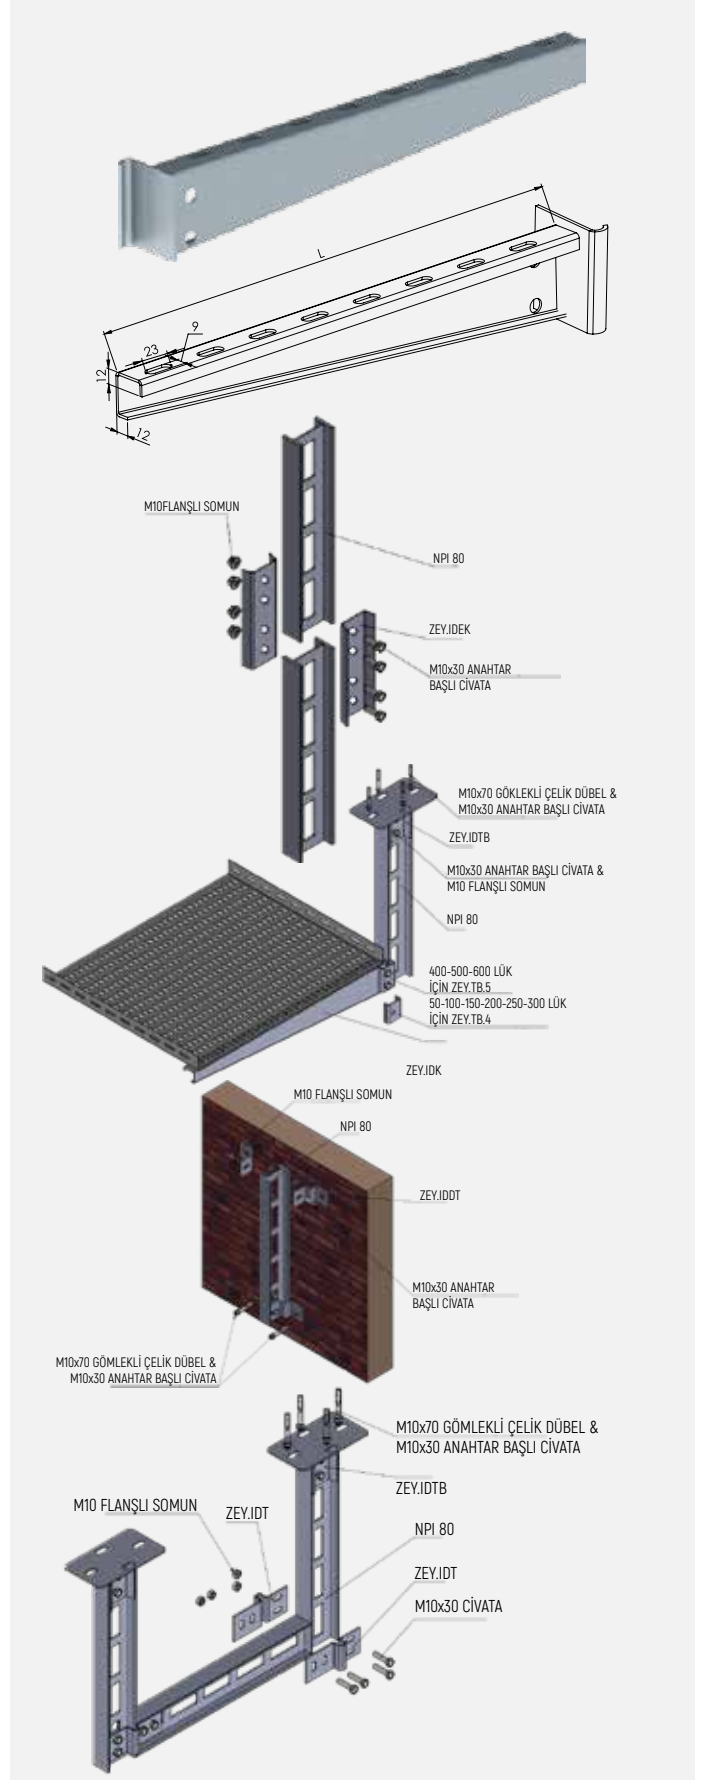 L
9
23
12
12
M10FLANŞLI SOMUN
NPI 80
ZEY.IDEK
M10x30 ANAHTAR
BAŞLI CİVATA
M10x70 GÖKLEKLİ ÇELİK DÜBEL &
M10x30 ANAHTAR BAŞLI CİVATA
ZEY.IDTB
M10x30 ANAHTAR BAŞLI CİVATA &
M10 FLANŞLI SOMUN
NPI 80
400-500-600 LÜK
İÇİN ZEY.TB.5
50-100-150-200-250-300 LÜK
İÇİN ZEY.TB.4
ZEY.IDK
M10 FLANŞLI SOMUN
NPI 80
ZEY.IDDT
M10x30 ANAHTAR
BAŞLI CİVATA
M10x70 GÖMLEKLİ ÇELİK DÜBEL &
M10x30 ANAHTAR BAŞLI CİVATA
M10x70 GÖMLEKLİ ÇELİK DÜBEL &
M10x30 ANAHTAR BAŞLI CİVATA
ZEY.IDTB
M10 FLANŞLI SOMUN
ZEY.IDT
NPI 80
ZEY.IDT
M10x30 CİVATA